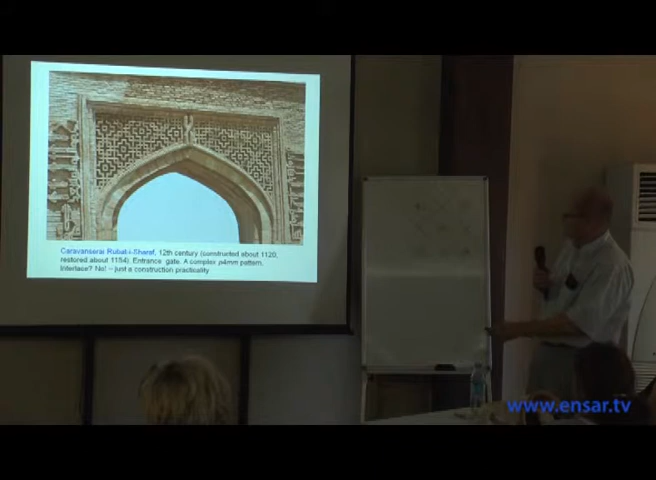 Caravanserai Rubat-i-Sharaf, 12th century (constructed about 1120,
restored about 1154). Entrance gate. A complex p4mm pattern.
Interlace? No! – just a construction practicality
www.ensar.tv